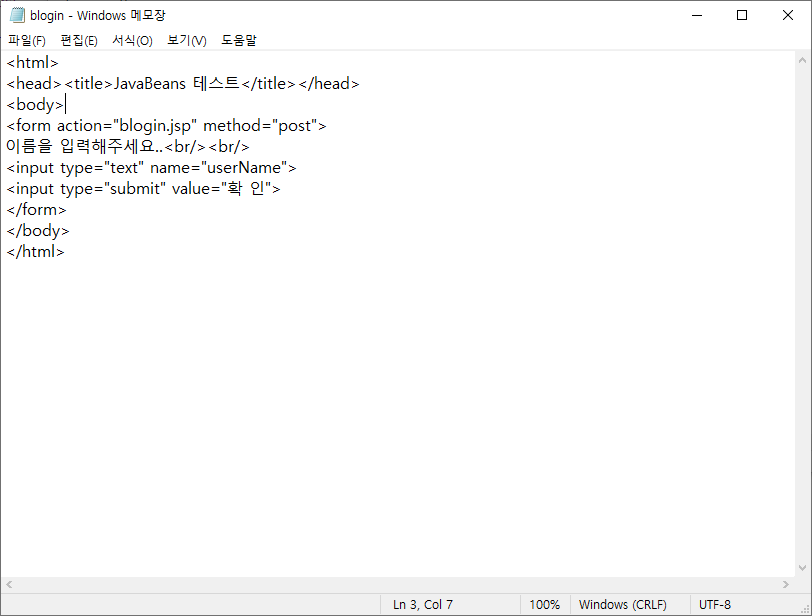 blogin - Windows 메모장
파일(F) 편집(E) 서식(O) 보기(V) 도움말
<html>
<head><title>JavaBeans 테스트</title></head>
<body>
<form action="blogin.jsp" method="post">
이름을 입력해주세요..<br/><br/>
<input type="text" name="userName">
<input type="submit" value="확 인">
</form>
</body>
</html>
Ln 3, Col 7 100% Windows (CRLF) UTF-8